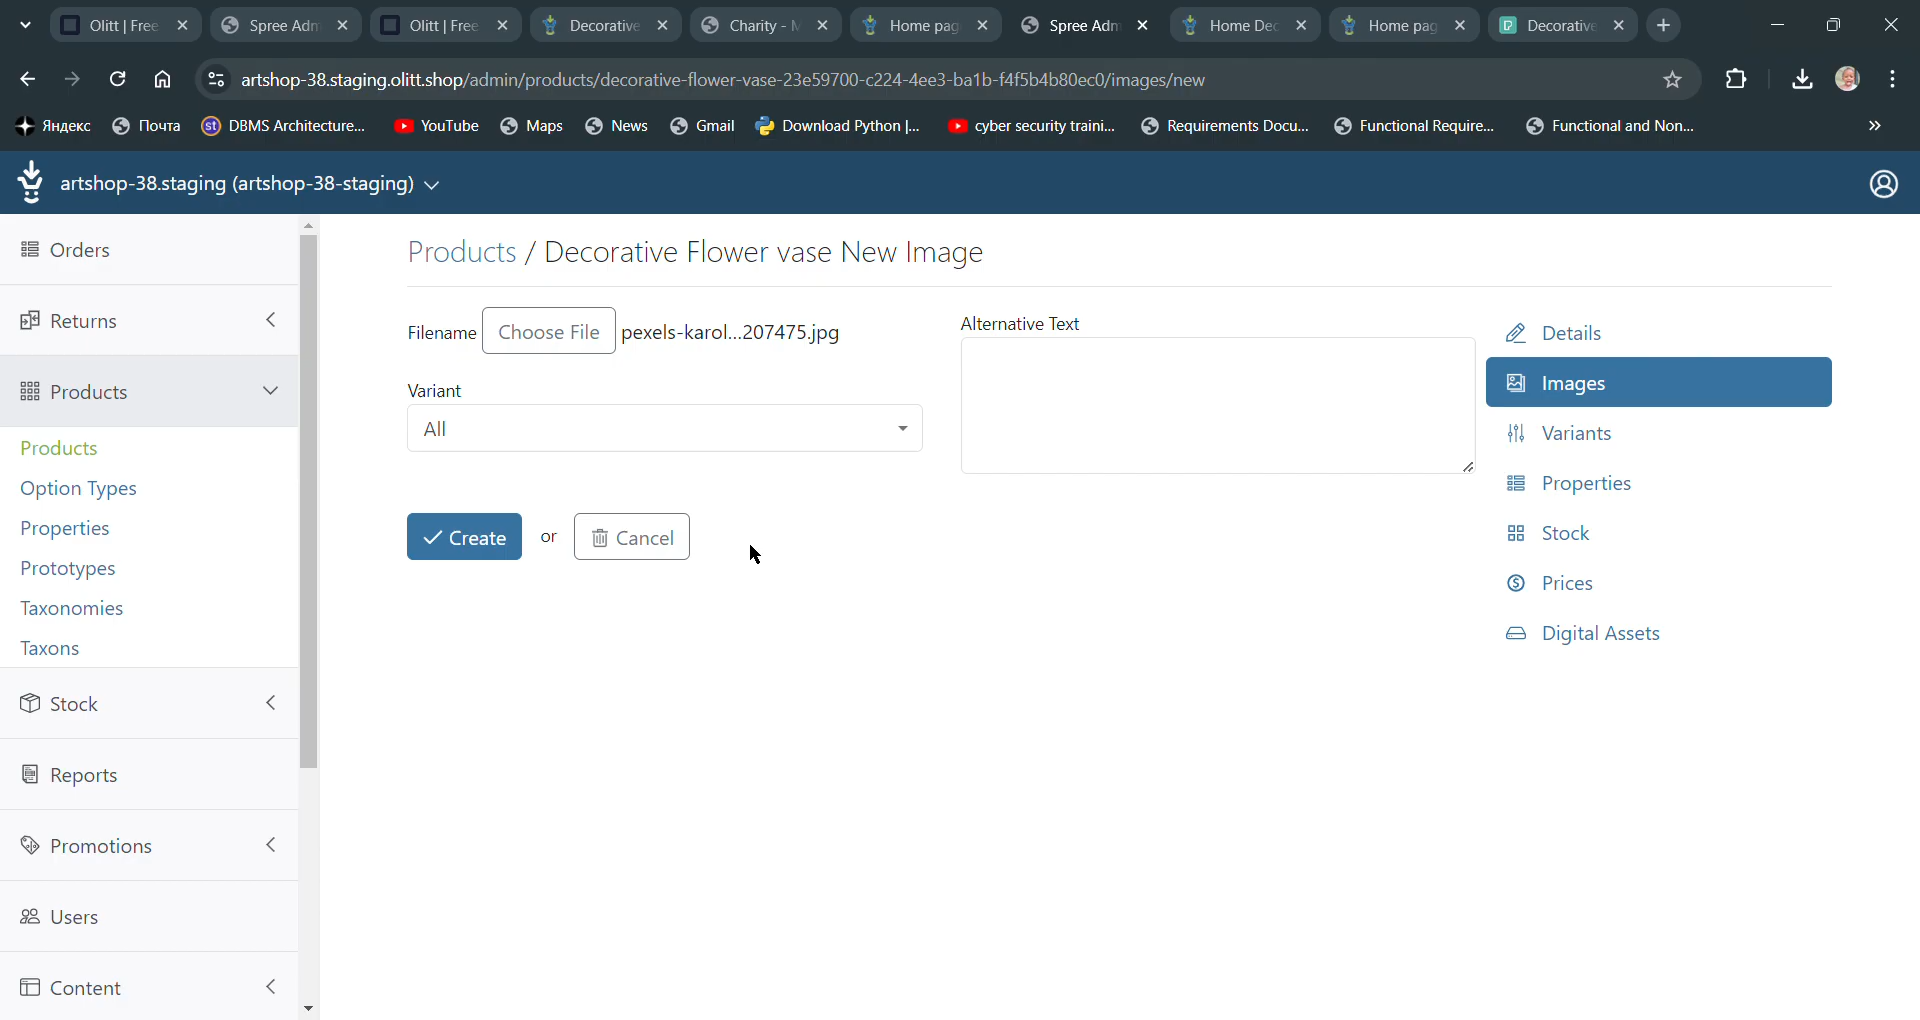 Olitt | Free
Spree Adm
Olitt | Free
Decorative
Charity - M
Home pag
Spree Adm
Home Dec
Home pag
Decorative
artshop-38.staging.olitt.shop/admin/products/decorative-flower-vase-23e59700-c224-4ee3-ba1b-f4f5b4b80ec0/images/new
Яндекс
Почта
DBMS Architecture...
YouTube
Maps
News
Gmail
Download Python |...
cyber security traini...
Requirements Docu...
Functional Require...
Functional and Non...
artshop-38.staging (artshop-38-staging)
Orders
Returns
Products
Products
Option Types
Properties
Prototypes
Taxonomies
Taxons
Stock
Reports
Promotions
Users
Content
Products / Decorative Flower vase New Image
Filename Choose File pexels-karol...207475.jpg
Variant
All
Alternative Text
Create or Cancel
Details
Images
Variants
Properties
Stock
Prices
Digital Assets